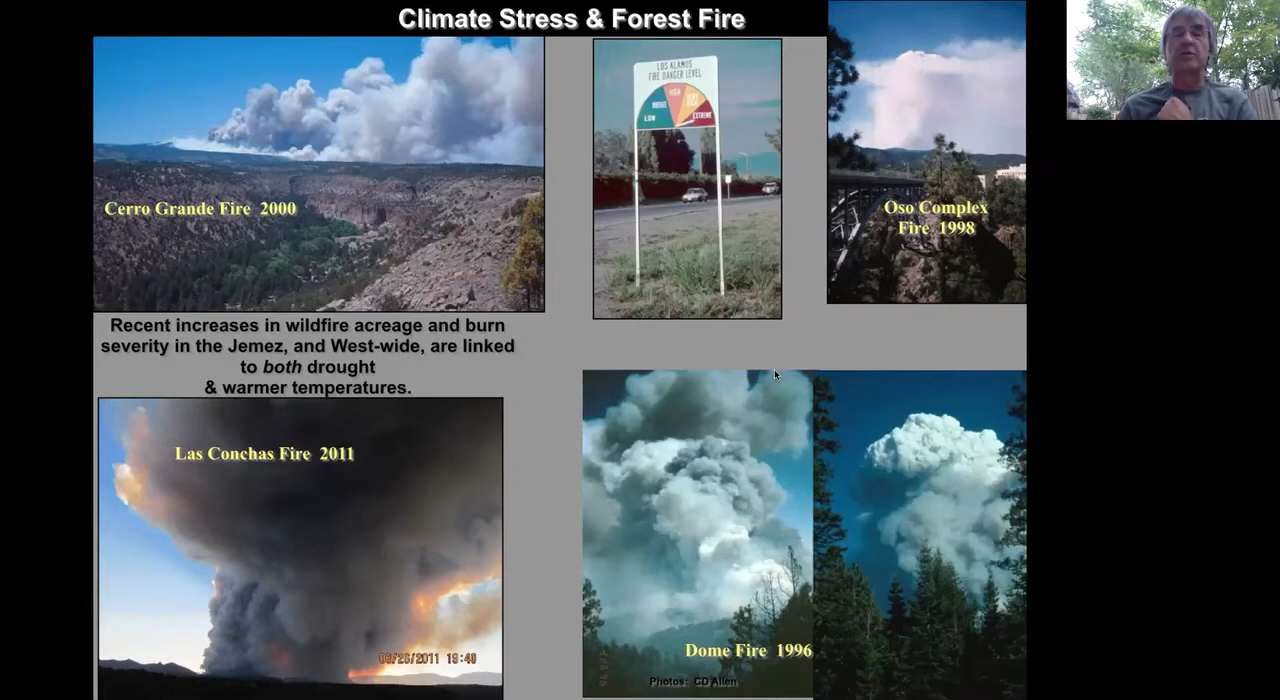 Climate Stress & Forest Fire
Cerro Grande Fire 2000
LOS ALAMOS
FIRE DANGER LEVEL
LOW
HIGH
EXTREME
Oso Complex
Fire 1998
Recent increases in wildfire acreage and burn
severity in the Jemez, and West-wide, are linked
to both drought
& warmer temperatures.
Las Conchas Fire 2011
06/26/2011 19:40
Dome Fire 1996
Photos: CD Allen